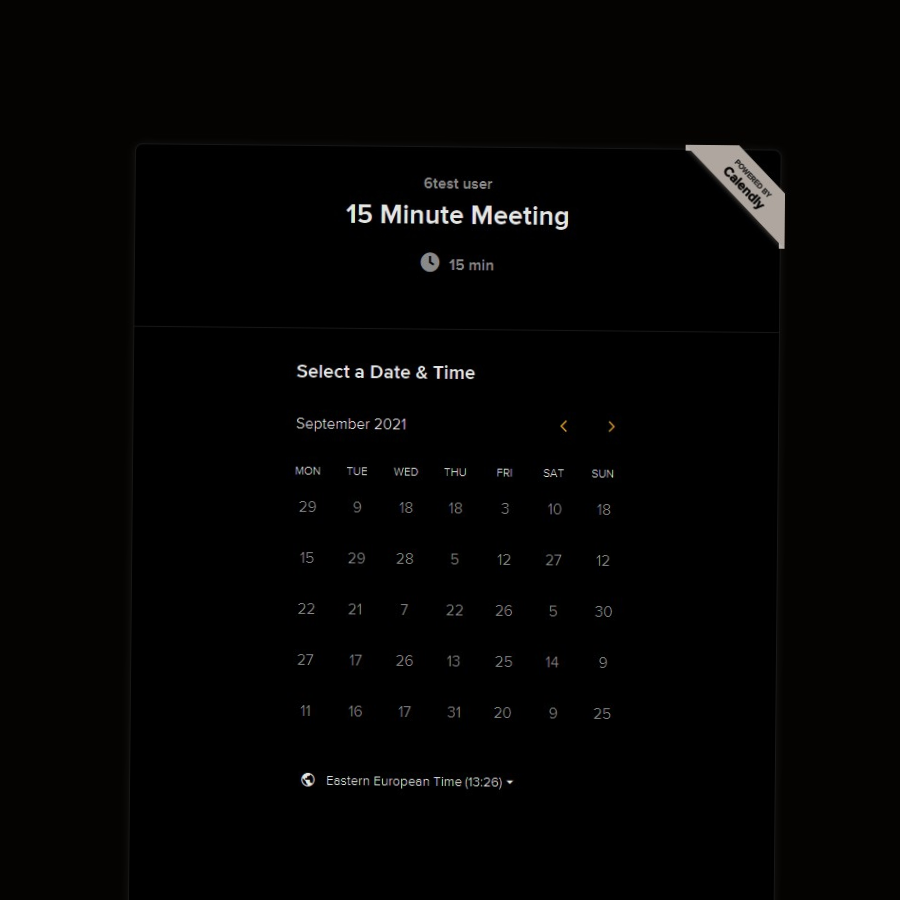 POWERED BY
Calendly
6test user
15 Minute Meeting
15 min
Select a Date & Time
September 2021
MON TUE WED THU FRI SAT SUN
29 9 18 18 3 10 18
15 29 28 5 12 27 12
22 21 7 22 26 5 30
27 17 26 13 25 14 9
11 16 17 31 20 9 25
Eastern European Time (13:26)